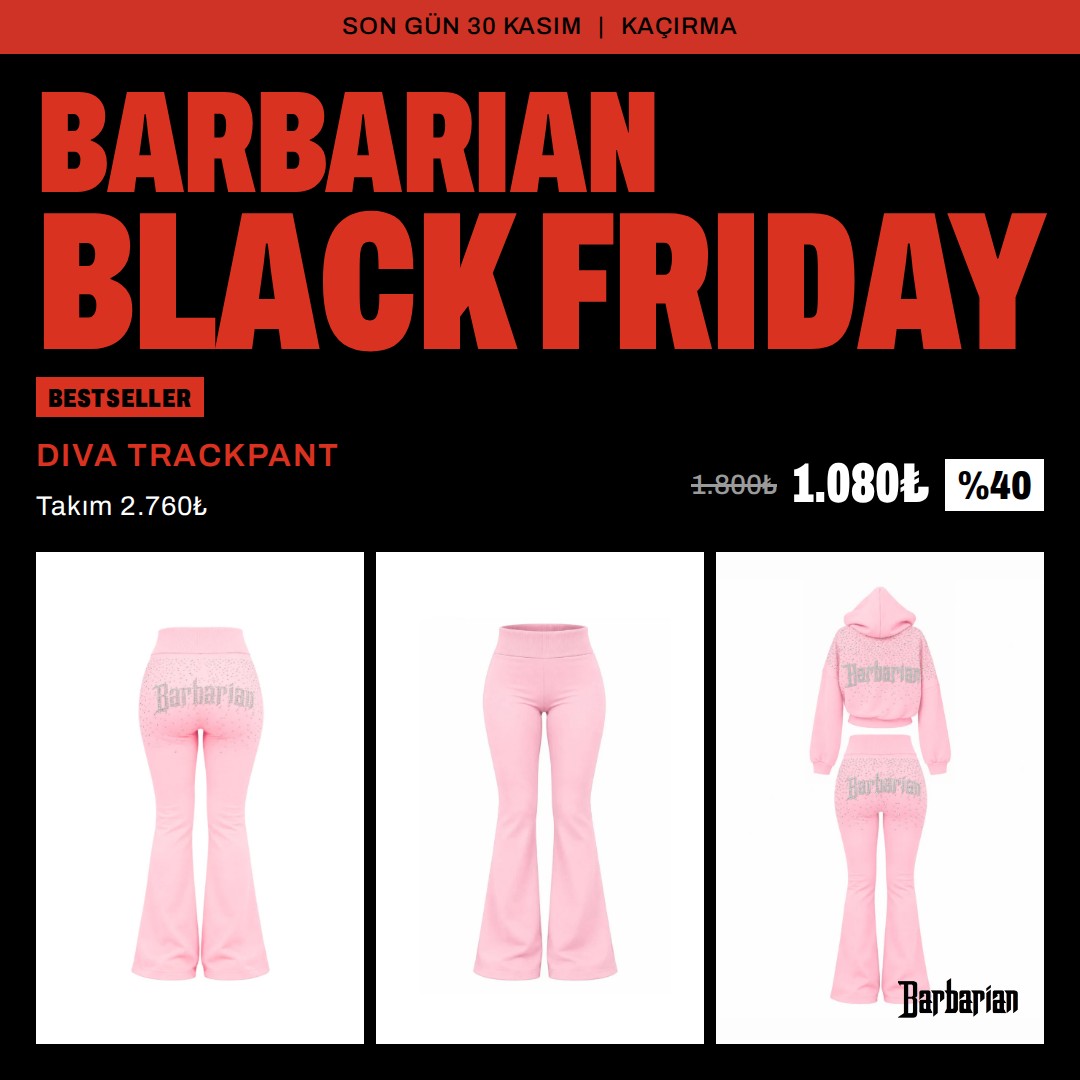 SON GÜN 30 KASIM | KAÇIRMA
BARBARIAN
BLACK FRIDAY
BESTSELLER
DIVA TRACKPANT
Takım 2.760₺
1.800₺ 1.080₺ %40
Barbarian
Barbarian
Barbarian
Barbarian